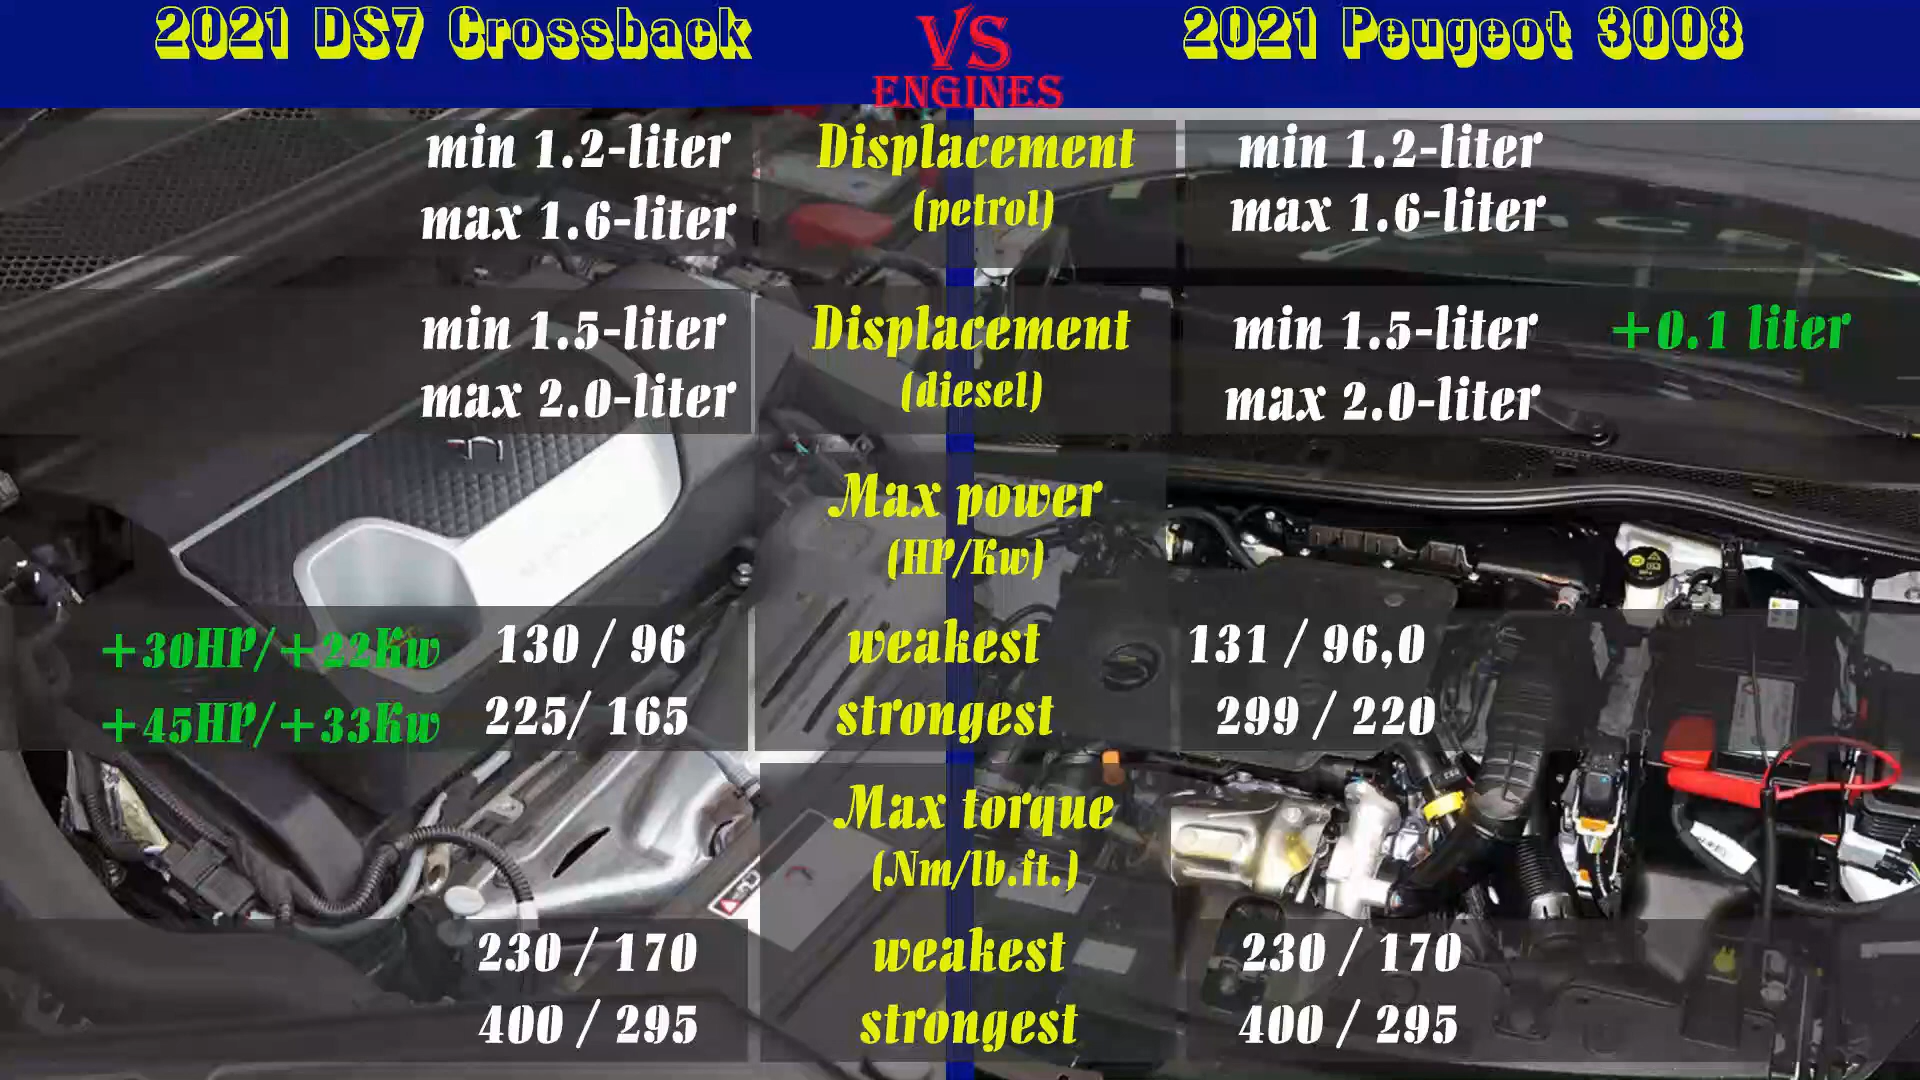 2021 DS7 Crossback
VS
ENGINES
2021 Peugeot 3008
min 1.2-liter
max 1.6-liter
Displacement
(petrol)
min 1.2-liter
max 1.6-liter
min 1.5-liter
max 2.0-liter
Displacement
(diesel)
min 1.5-liter +0.1 liter
max 2.0-liter
Max power
(HP/Kw)
+30HP/+22Kw 130 / 96 weakest 131 / 96,0
+45HP/+33Kw 225/ 165 strongest 299 / 220
Max torque
(Nm/lb.ft.)
230 / 170 weakest 230 / 170
400 / 295 strongest 400 / 295